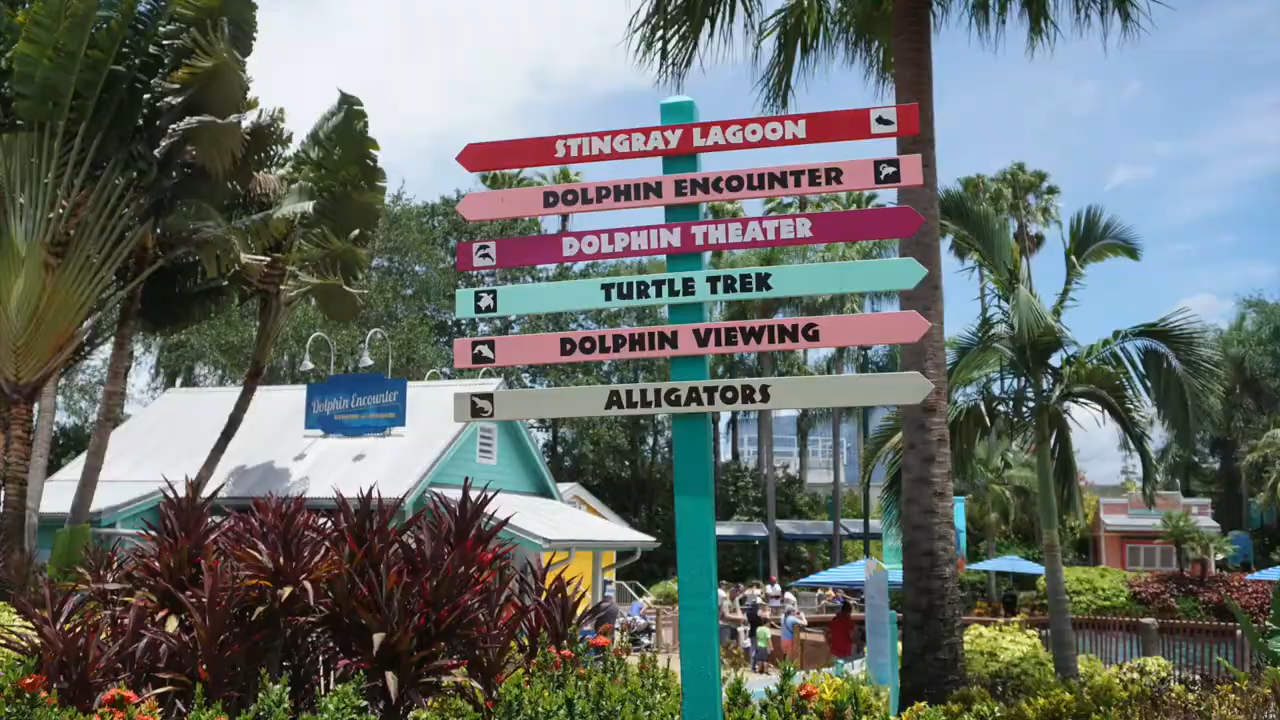 STINGRAY LAGOON
DOLPHIN ENCOUNTER
DOLPHIN THEATER
TURTLE TREK
DOLPHIN VIEWING
ALLIGATORS
Dolphin Encounter